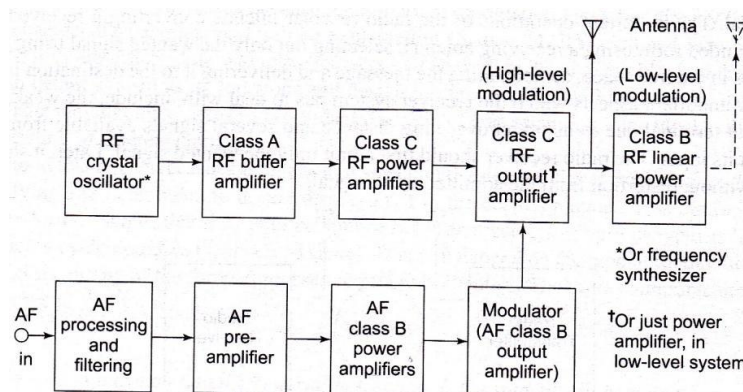 Antenna
(High-level
modulation)
(Low-level
modulation)
RF
crystal
oscillator*
Class A
RF buffer
amplifier
Class C
RF power
amplifiers
Class C
RF
output†
amplifier
Class B
RF linear
power
amplifier
*Or frequency
synthesizer
AF
in
AF
processing
and
filtering
AF
pre-
amplifier
AF
class B
power
amplifiers
Modulator
(AF class B
output
amplifier)
†Or just power
amplifier, in
low-level system